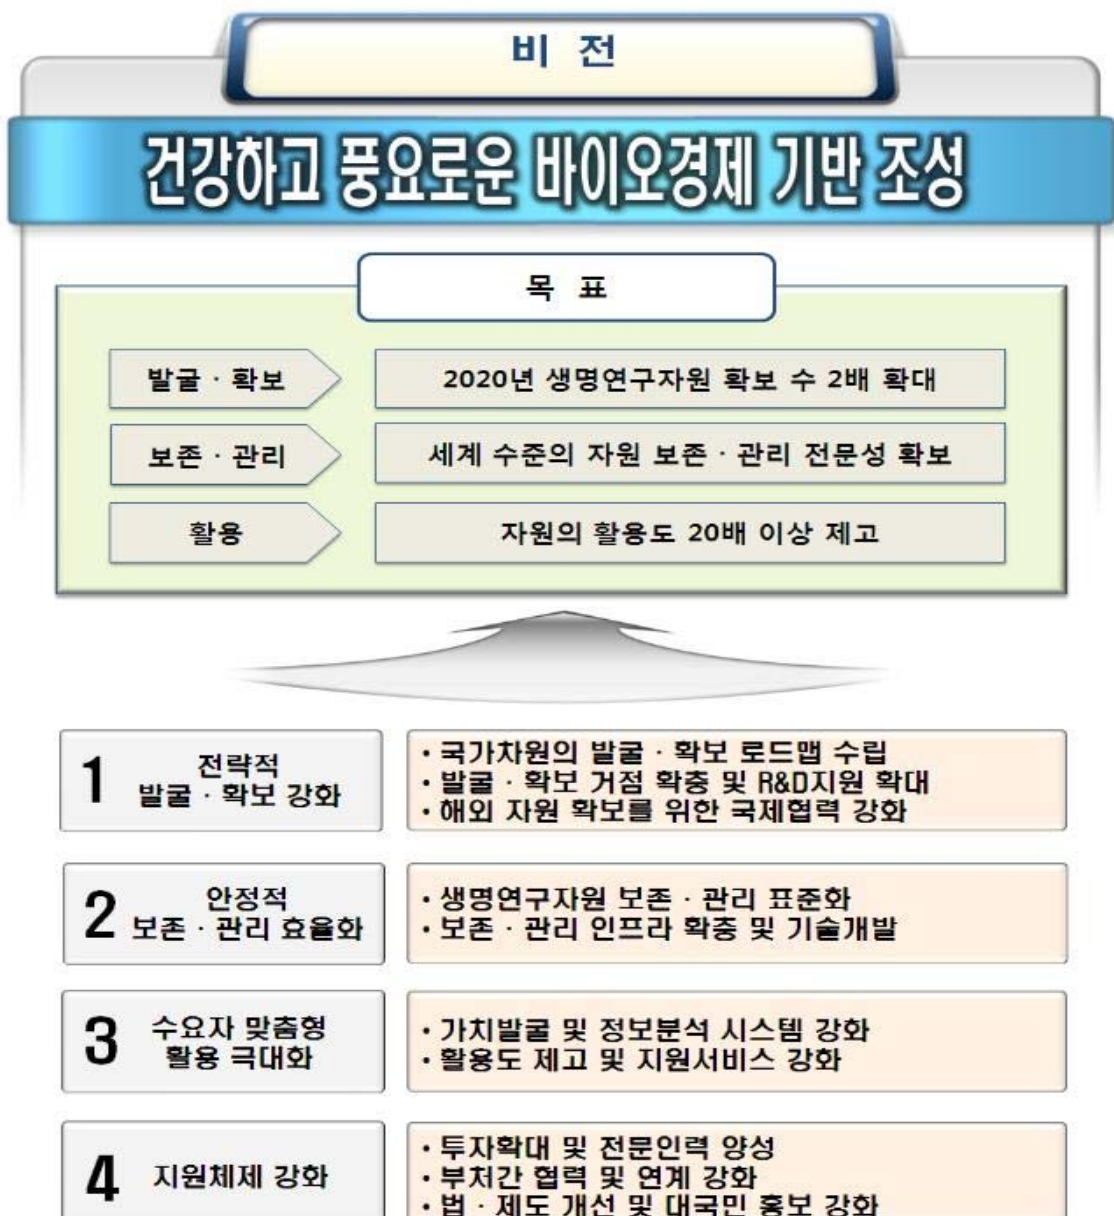 비 전
건강하고 풍요로운 바이오경제 기반 조성
목 표
발굴 · 확보
2020년 생명연구자원 확보 수 2배 확대
보존 · 관리
세계 수준의 자원 보존 · 관리 전문성 확보
활용
자원의 활용도 20배 이상 제고
1
전략적
발굴 · 확보 강화
· 국가차원의 발굴 · 확보 로드맵 수립
· 발굴 · 확보 거점 확충 및 R&D지원 확대
· 해외 자원 확보를 위한 국제협력 강화
2
안정적
보존 · 관리 효율화
· 생명연구자원 보존 · 관리 표준화
· 보존 · 관리 인프라 확충 및 기술개발
3
수요자 맞춤형
활용 극대화
· 가치발굴 및 정보분석 시스템 강화
· 활용도 제고 및 지원서비스 강화
4
지원체제 강화
· 투자확대 및 전문인력 양성
· 부처간 협력 및 연계 강화
· 법 · 제도 개선 및 대국민 홍보 강화